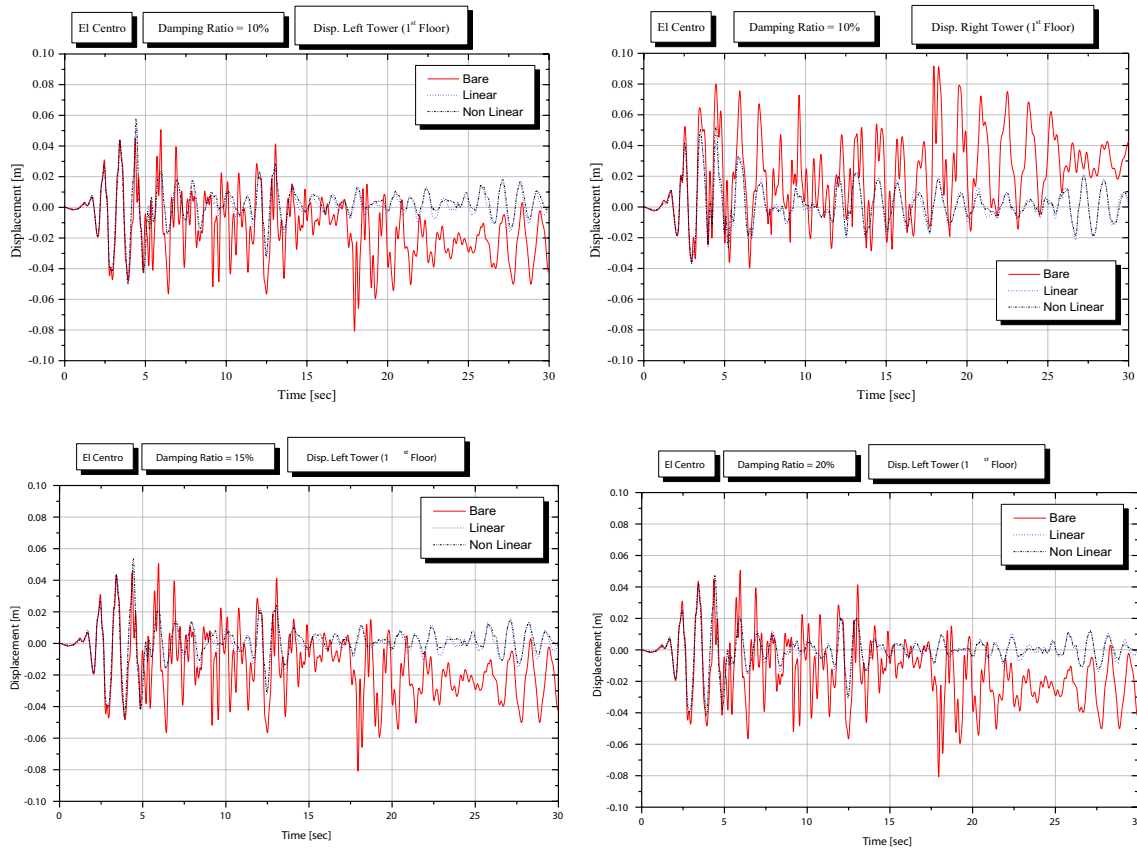 El Centro
Damping Ratio = 10%
Disp. Left Tower (1st Floor)
0.10
0.08
0.06
0.04
0.02
0.00
-0.02
-0.04
-0.06
-0.08
-0.10
Displacement [m]
Bare
Linear
Non Linear
0 5 10 15 20 25 30
Time [sec]
El Centro
Damping Ratio = 10%
Disp. Right Tower (1st Floor)
0.10
0.08
0.06
0.04
0.02
0.00
-0.02
-0.04
-0.06
-0.08
-0.10
Displacement [m]
Bare
Linear
Non Linear
0 5 10 15 20 25 30
Time [sec]
El Centro
Damping Ratio = 15%
Disp. Left Tower (1 st Floor)
0.10
0.08
0.06
0.04
0.02
0.00
-0.02
-0.04
-0.06
-0.08
-0.10
Displacement [m]
Bare
Linear
Non Linear
0 5 10 15 20 25 30
Time [sec]
El Centro
Damping Ratio = 20%
Disp. Left Tower (1 st Floor)
0.10
0.08
0.06
0.04
0.02
0.00
-0.02
-0.04
-0.06
-0.08
-0.10
Displacement [m]
Bare
Linear
Non Linear
0 5 10 15 20 25 30
Time [sec]